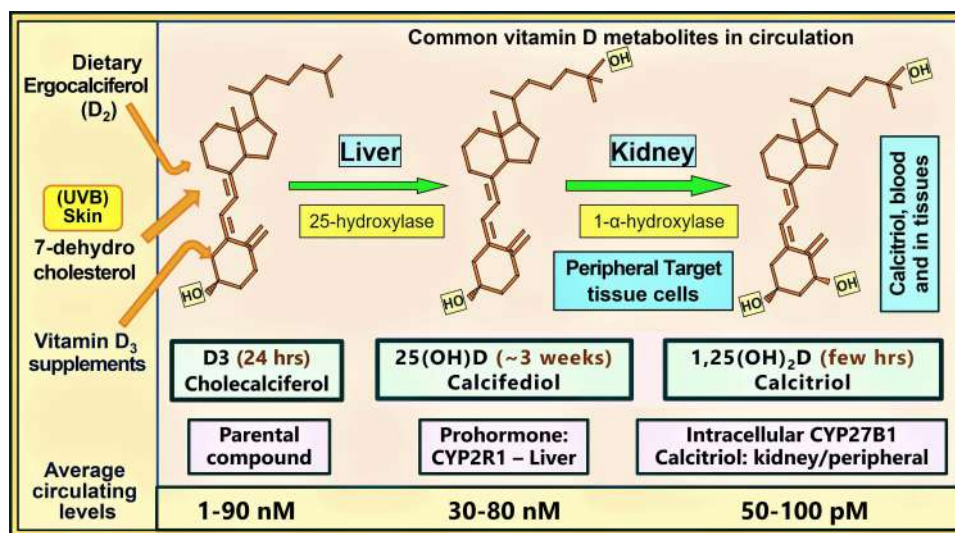 Common vitamin D metabolites in circulation
Dietary
Ergocalciferol
(D₂)
(UVB)
Skin
7-dehydro
cholesterol
Vitamin D₃
supplements
HO
Liver
25-hydroxylase
OH
HO
Kidney
1-α-hydroxylase
Peripheral Target
tissue cells
OH
HO
OH
Calcitriol, blood
and in tissues
D3 (24 hrs)
Cholecalciferol
25(OH)D (~3 weeks)
Calcifediol
1,25(OH)₂D (few hrs)
Calcitriol
Parental
compound
Prohormone:
CYP2R1 – Liver
Intracellular CYP27B1
Calcitriol: kidney/peripheral
Average
circulating
levels
1-90 nM
30-80 nM
50-100 pM